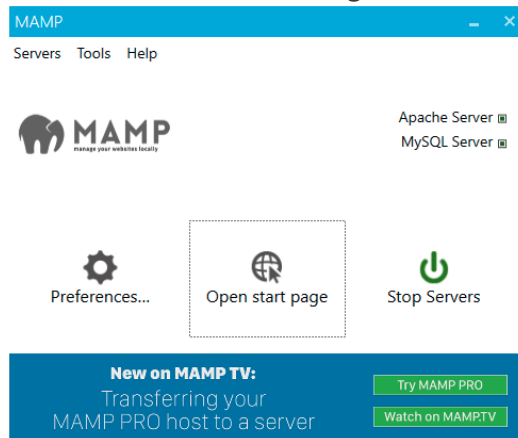 MAMP
Servers Tools Help
MAMP
manage your websites locally
Apache Server
MySQL Server
Preferences...
Open start page
Stop Servers
New on MAMP TV:
Transferring your
MAMP PRO host to a server
Try MAMP PRO
Watch on MAMP.TV